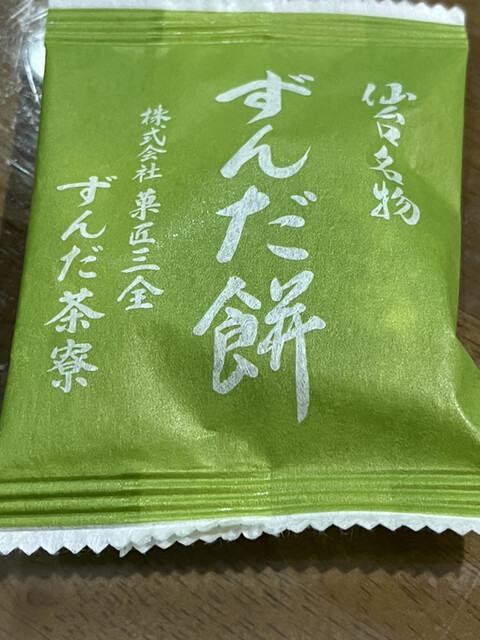 仙台名物
ずんだ餅
株式会社 菓匠三全
ずんだ茶寮